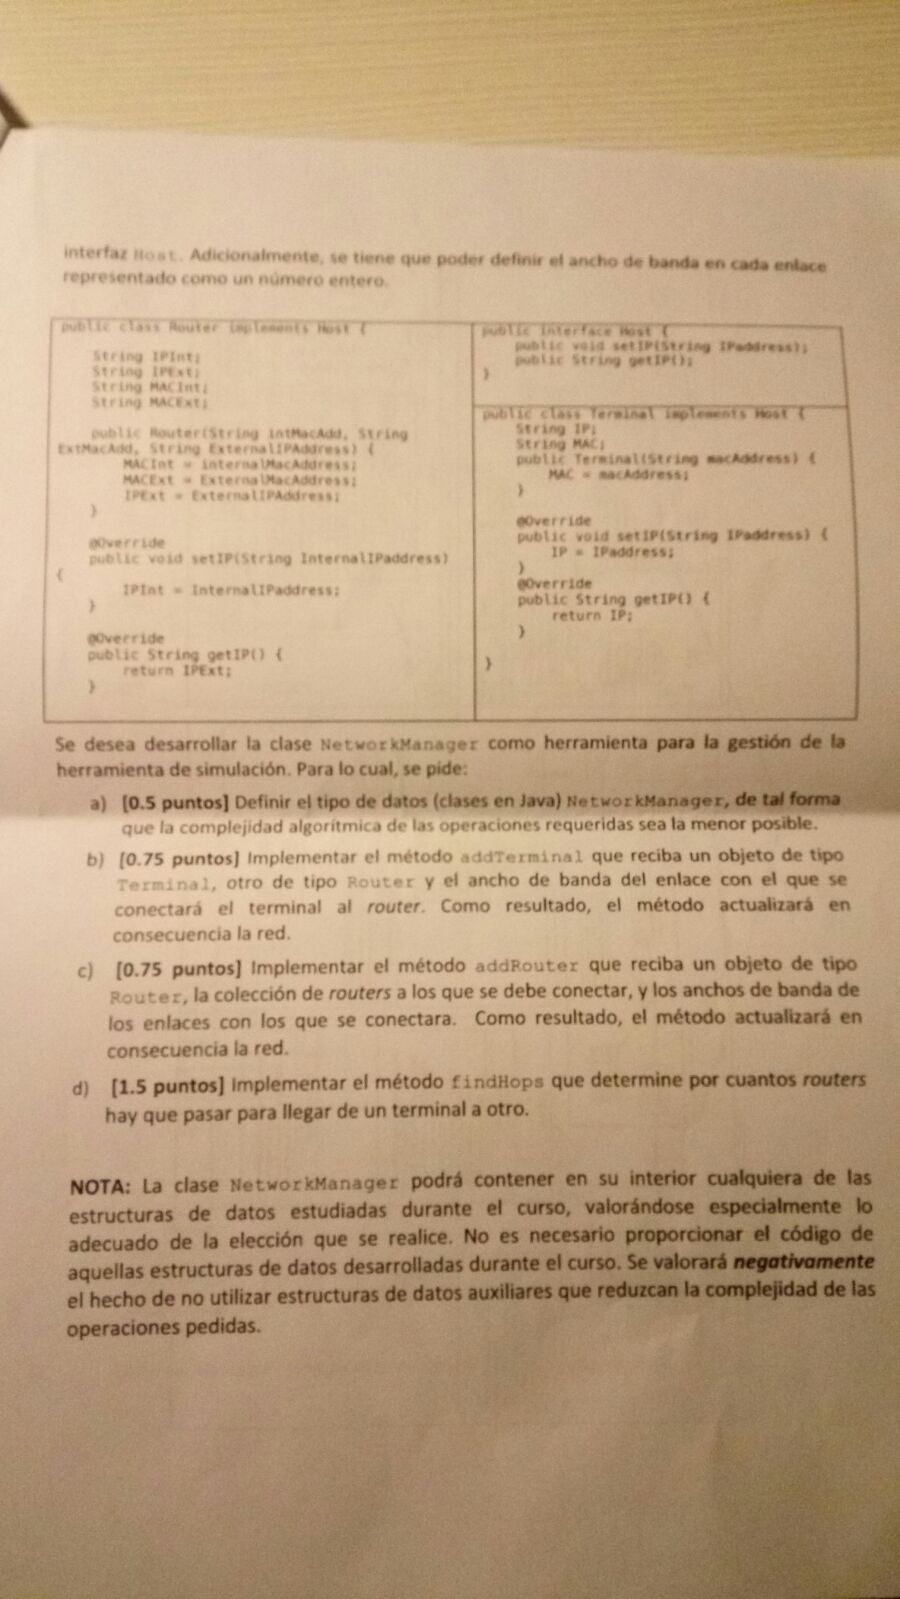 interfaz Host. Adicionalmente, se tiene que poder definir el ancho de banda en cada enlace
representado como un número entero.
public class Router implements Host {
String IPInt;
String IPExt;
String MACInt;
String MACExt;
public Router(String intMacAdd, String
ExtMacAdd, String ExternalIPAddress) {
MACInt = internalMacAddress;
MACExt = ExternalMacAddress;
IPExt = ExternalIPAddress;
}
@Override
public void setIP(String InternalIPaddress)
{
IPInt = InternalIPaddress;
}
@Override
public String getIP() {
return IPExt;
}
public interface Host {
public void setIP(String IPaddress);
public String getIP();
}
public class Terminal implements Host {
String IP;
String MAC;
public Terminal(String macAddress) {
MAC = macAddress;
}
@Override
public void setIP(String IPaddress) {
IP = IPaddress;
}
@Override
public String getIP() {
return IP;
}
}
Se desea desarrollar la clase NetworkManager como herramienta para la gestión de la
herramienta de simulación. Para lo cual, se pide:
a) [0.5 puntos] Definir el tipo de datos (clases en Java) NetworkManager, de tal forma
que la complejidad algorítmica de las operaciones requeridas sea la menor posible.
b) [0.75 puntos] Implementar el método addTerminal que reciba un objeto de tipo
Terminal, otro de tipo Router y el ancho de banda del enlace con el que se
conectará el terminal al router. Como resultado, el método actualizará en
consecuencia la red.
c) [0.75 puntos] Implementar el método addRouter que reciba un objeto de tipo
Router, la colección de routers a los que se debe conectar, y los anchos de banda de
los enlaces con los que se conectara. Como resultado, el método actualizará en
consecuencia la red.
d) [1.5 puntos] Implementar el método findHops que determine por cuantos routers
hay que pasar para llegar de un terminal a otro.
NOTA: La clase NetworkManager podrá contener en su interior cualquiera de las
estructuras de datos estudiadas durante el curso, valorándose especialmente lo
adecuado de la elección que se realice. No es necesario proporcionar el código de
aquellas estructuras de datos desarrolladas durante el curso. Se valorará negativamente
el hecho de no utilizar estructuras de datos auxiliares que reduzcan la complejidad de las
operaciones pedidas.